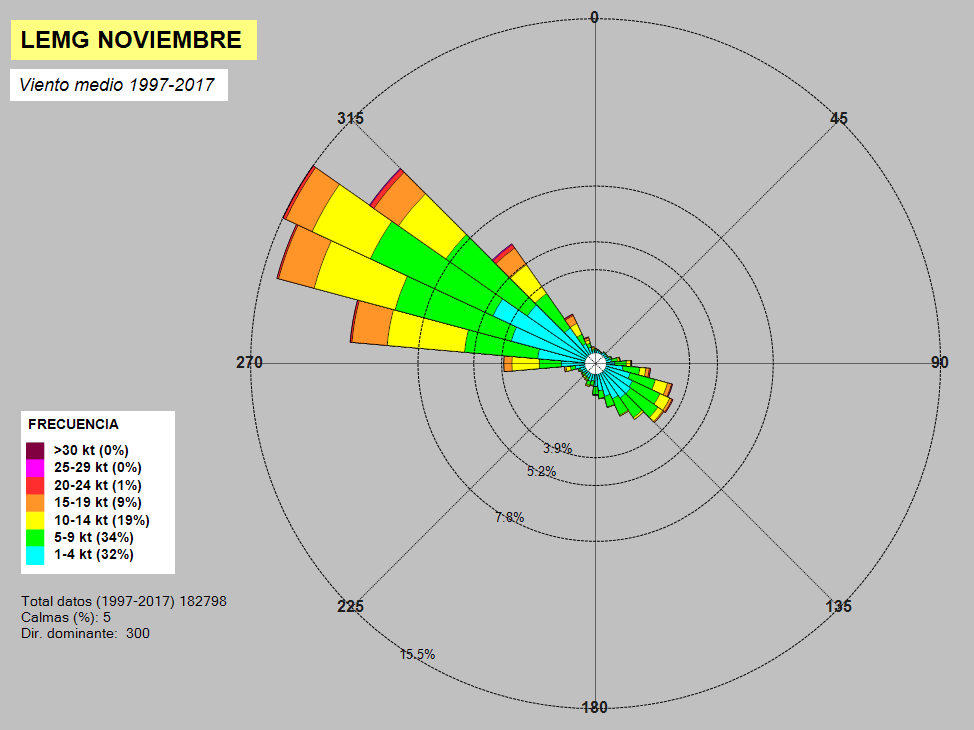 LEMG NOVIEMBRE
Viento medio 1997-2017
0
315
45
270
90
3.9%
5.2%
7.8%
FRECUENCIA
>30 kt (0%)
25-29 kt (0%)
20-24 kt (1%)
15-19 kt (9%)
10-14 kt (19%)
5-9 kt (34%)
1-4 kt (32%)
Total datos (1997-2017) 182798
Calmas (%): 5
Dir. dominante: 300
225
135
15.5%
180